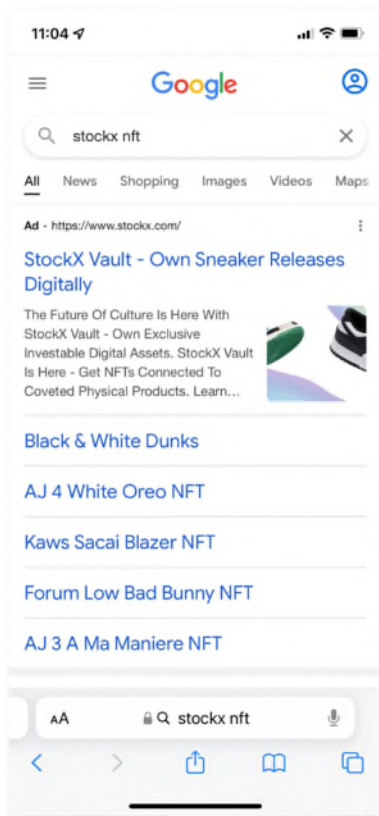 11:04
Google
stockx nft
All News Shopping Images Videos Maps
Ad · https://www.stockx.com/
StockX Vault - Own Sneaker Releases
Digitally
The Future Of Culture Is Here With
StockX Vault - Own Exclusive
Investable Digital Assets. StockX Vault
Is Here - Get NFTs Connected To
Coveted Physical Products. Learn...
Black & White Dunks
AJ 4 White Oreo NFT
Kaws Sacai Blazer NFT
Forum Low Bad Bunny NFT
AJ 3 A Ma Maniere NFT
AA stockx nft